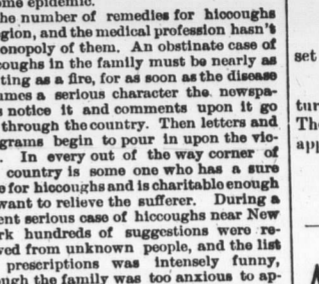 epidemic.
he number of remedies for hiccoughs
gion, and the medical profession hasn't
onopoly of them. An obstinate case of
coughs in the family must be nearly as
ting as a fire, for as soon as the disease
umes a serious character the newspa-
s notice it and comments upon it go
through the country. Then letters and
grams begin to pour in upon the vic-
. In every out of the way corner of
country is some one who has a sure
e for hiccoughs and is charitable enough
want to relieve the sufferer. During a
ent serious case of hiccoughs near New
rk hundreds of suggestions were re-
ved from unknown people, and the list
prescriptions was intensely funny,
ough the family was too anxious to ap-
set
tur
Th
app